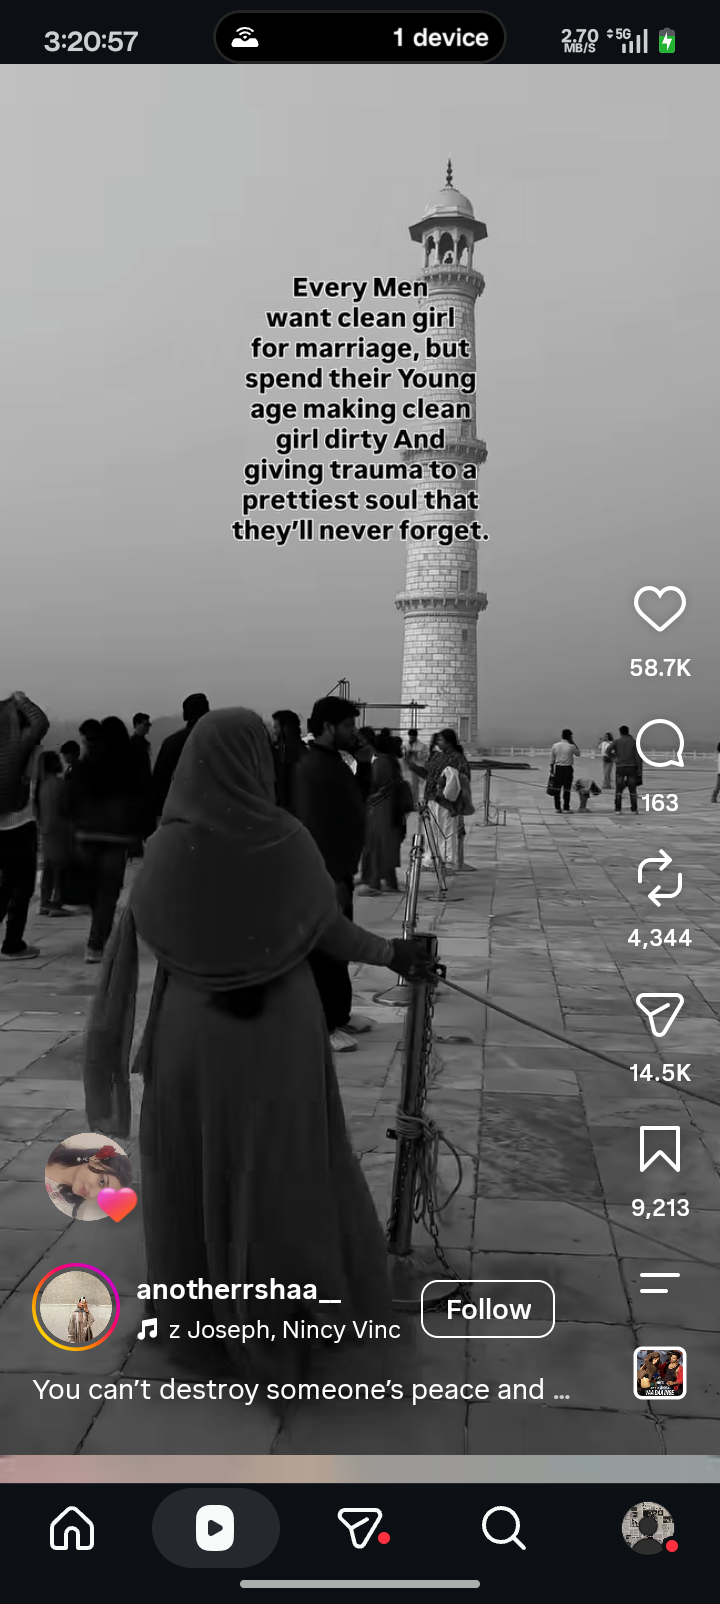 3:20:57
1 device
2.70 MB/S
5G
Every Men
want clean girl
for marriage, but
spend their Young
age making clean
girl dirty And
giving trauma to a
prettiest soul that
they'll never forget.
58.7K
163
4,344
14.5K
9,213
anotherrshaa__
z Joseph, Nincy Vinc
Follow
You can't destroy someone's peace and ...